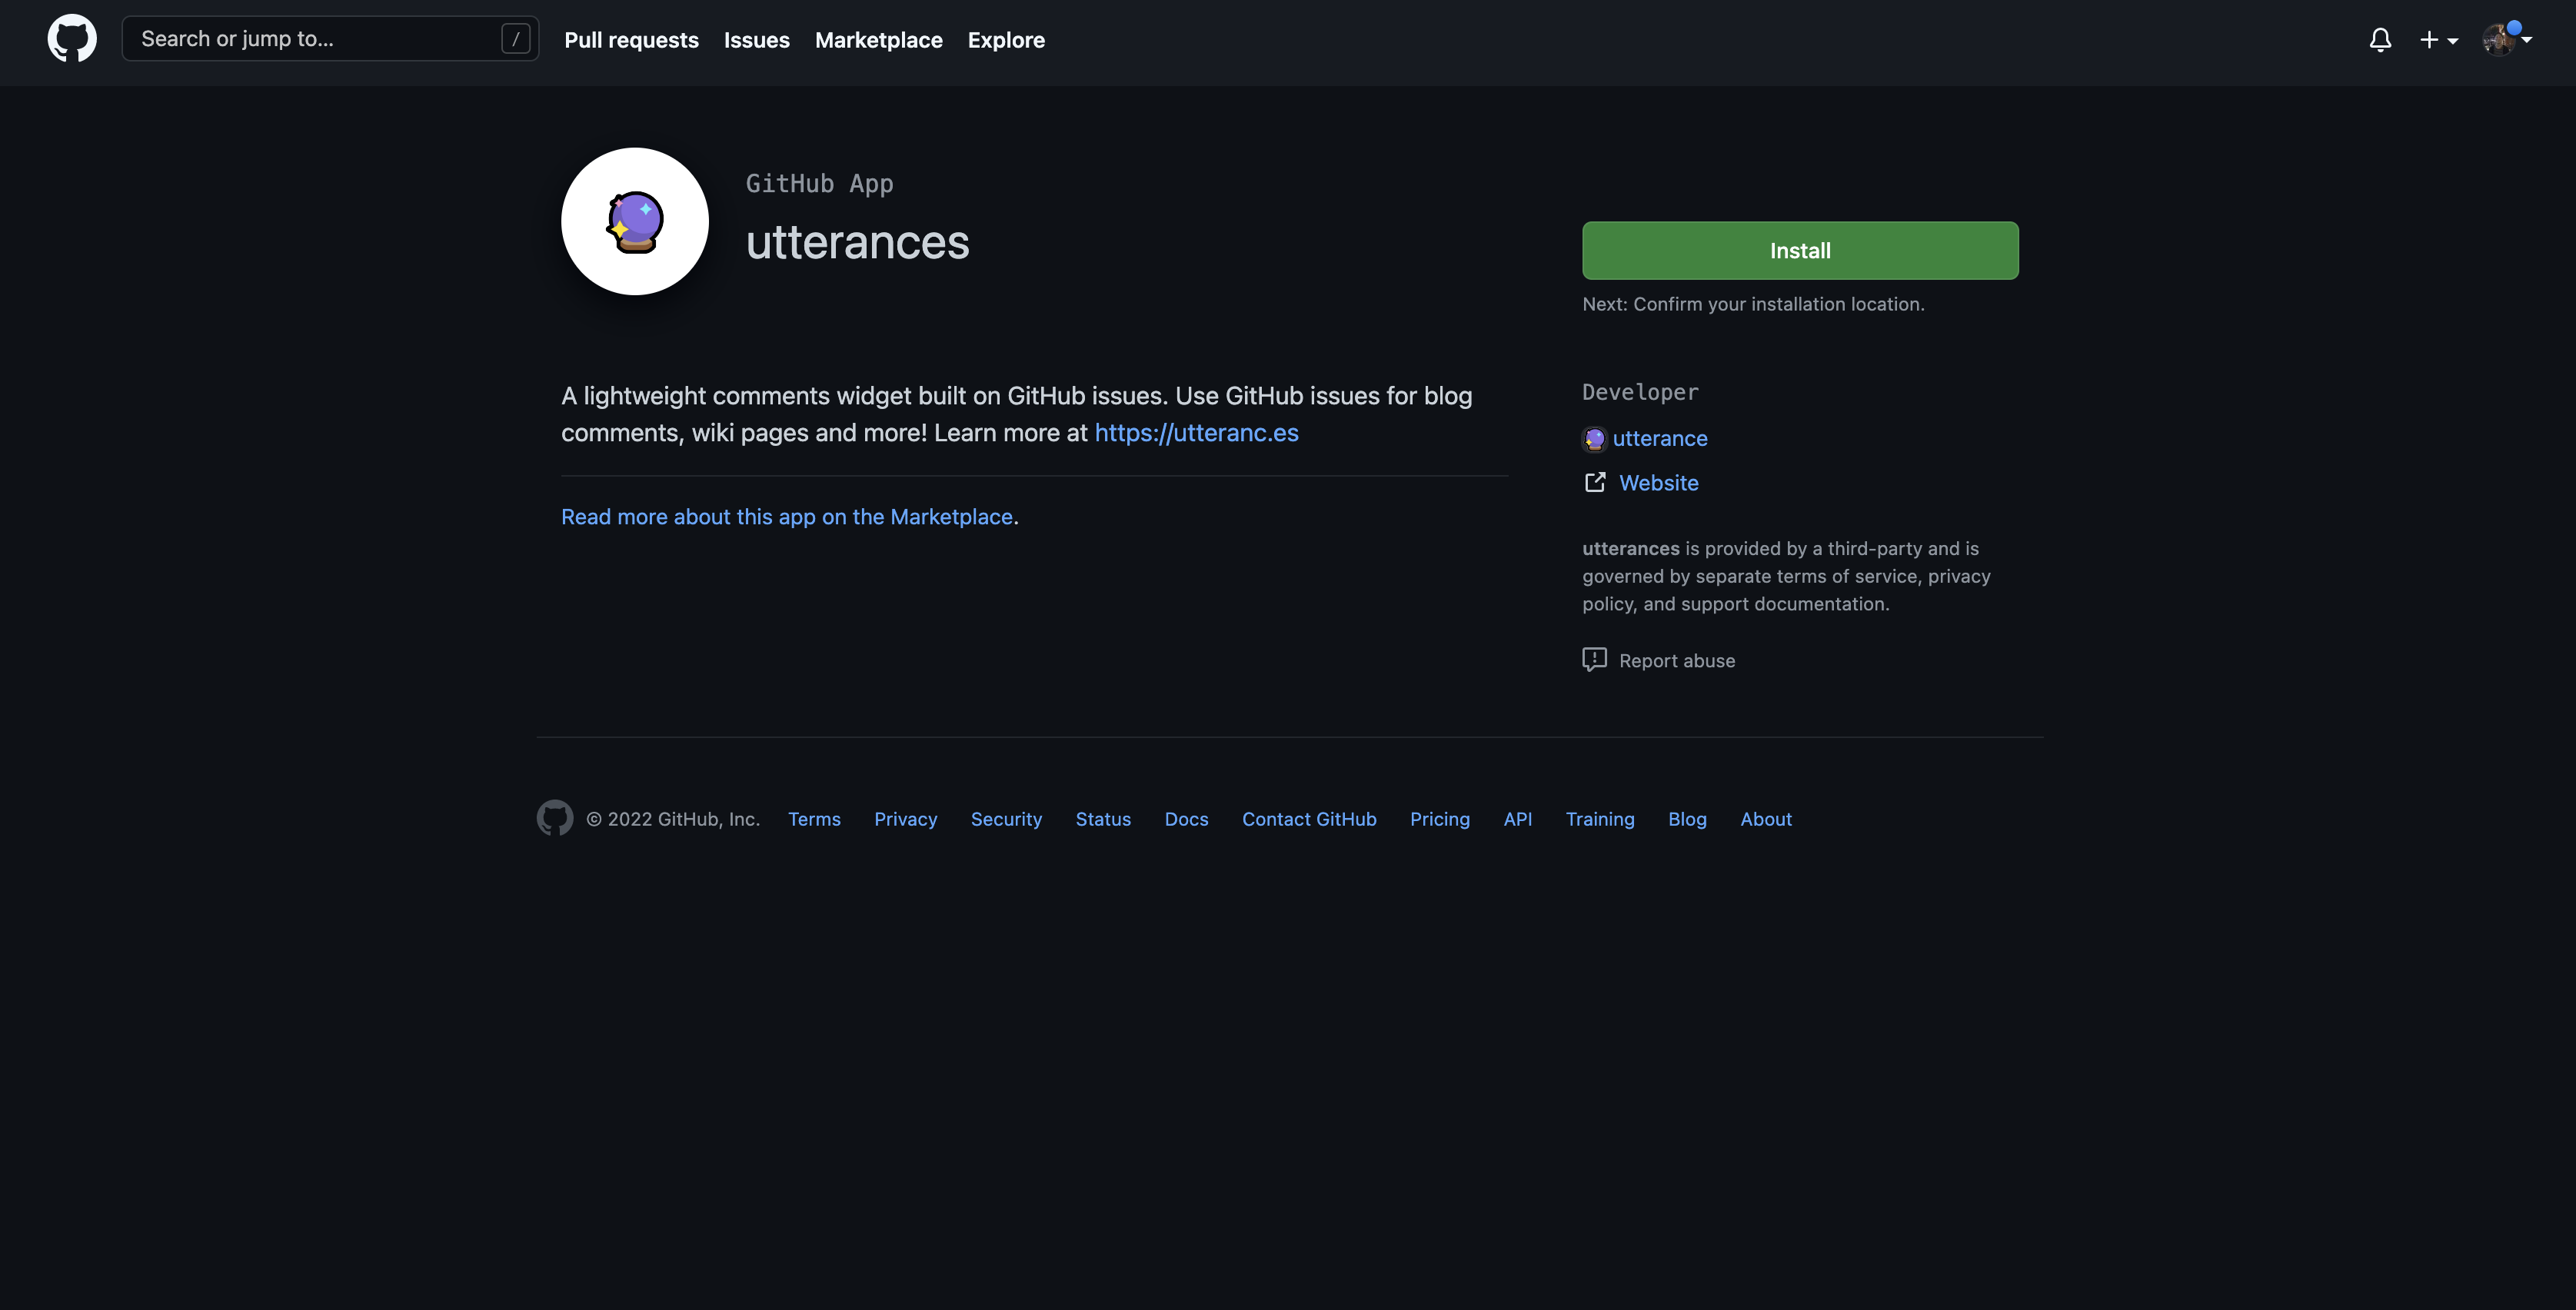 Search or jump to... /
Pull requests Issues Marketplace Explore
GitHub App
utterances
Install
Next: Confirm your installation location.
A lightweight comments widget built on GitHub issues. Use GitHub issues for blog
comments, wiki pages and more! Learn more at https://utteranc.es
Read more about this app on the Marketplace.
Developer
utterance
Website
utterances is provided by a third-party and is
governed by separate terms of service, privacy
policy, and support documentation.
Report abuse
© 2022 GitHub, Inc. Terms Privacy Security Status Docs Contact GitHub Pricing API Training Blog About